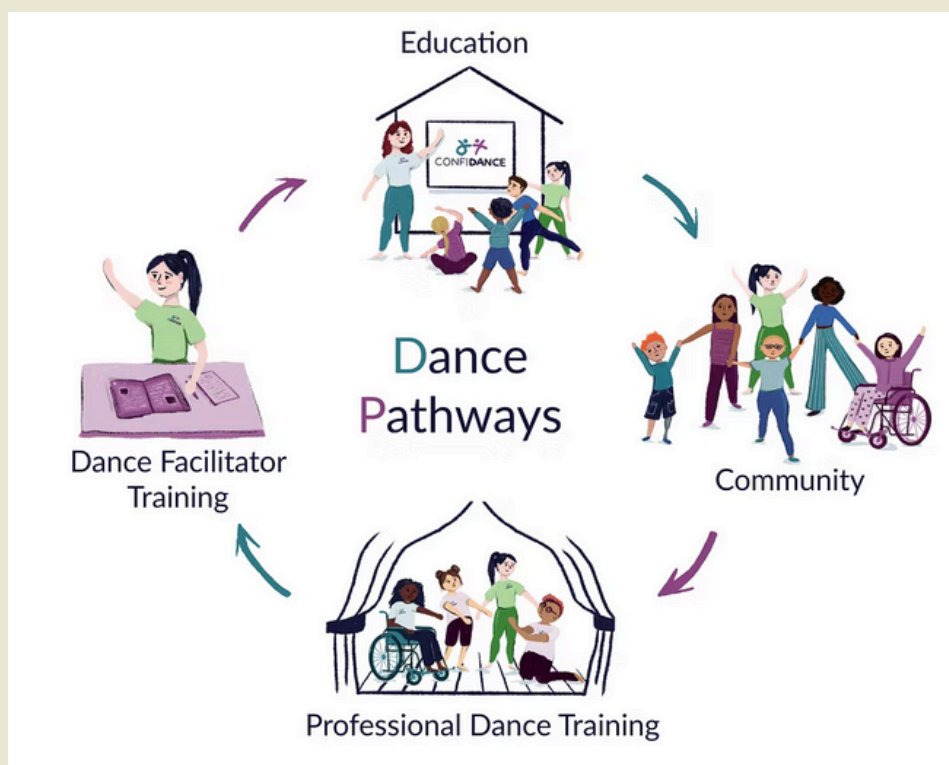 Education
CONFIDANCE
Dance
Pathways
Dance Facilitator
Training
Community
Professional Dance Training